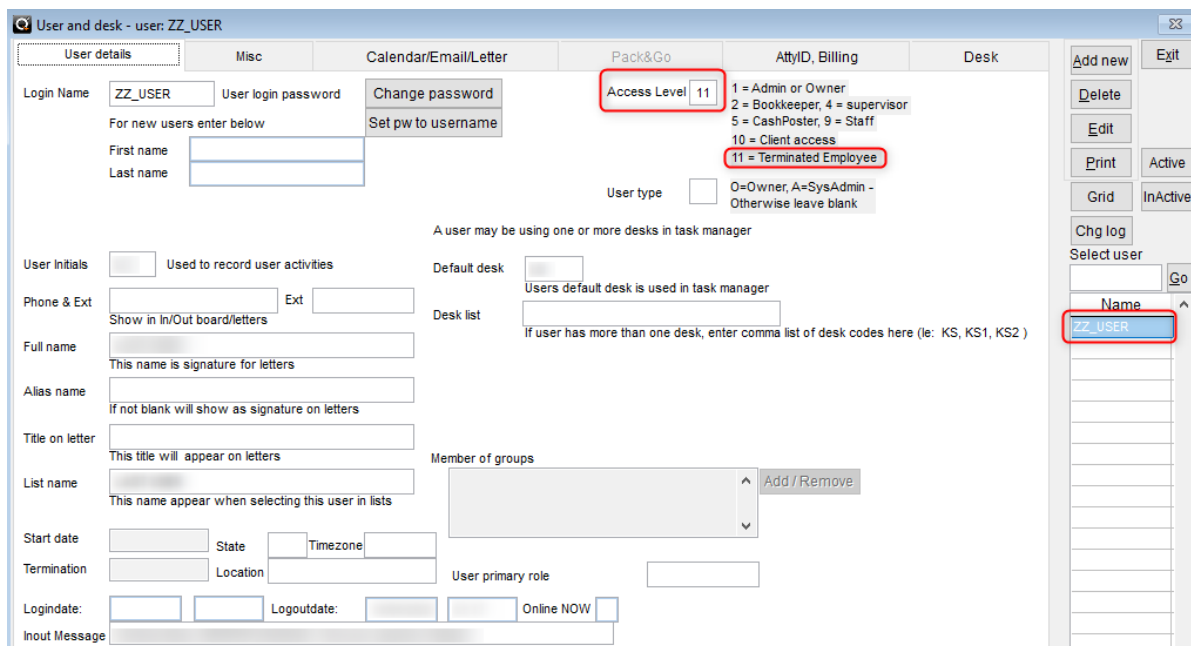 User and desk - user: ZZ_USER
User details Misc Calendar/Email/Letter Pack&Go AttyID, Billing Desk
Add new Exit
Login Name ZZ_USER User login password Change password Access Level 11 1 = Admin or Owner
2 = Bookkeeper, 4 = supervisor
Delete
For new users enter below Set pw to username 5 = CashPoster, 9 = Staff
Edit
First name 10 = Client access
Last name 11 = Terminated Employee
Print Active
User type O=Owner, A=SysAdmin -
Otherwise leave blank
Grid InActive
A user may be using one or more desks in task manager
Chg log
Select user
User Initials Used to record user activities Default desk
Go
Users default desk is used in task manager
Phone & Ext Ext Desk list
Name
Show in In/Out board/letters
ZZ_USER
If user has more than one desk, enter comma list of desk codes here (Ie: KS, KS1, KS2 )
Full name
This name is signature for letters
Alias name
If not blank will show as signature on letters
Title on letter
This title will appear on letters Member of groups
List name Add / Remove
This name appear when selecting this user in lists
Start date State Timezone
Termination Location User primary role
Logindate: Logoutdate: Online NOW
Inout Message